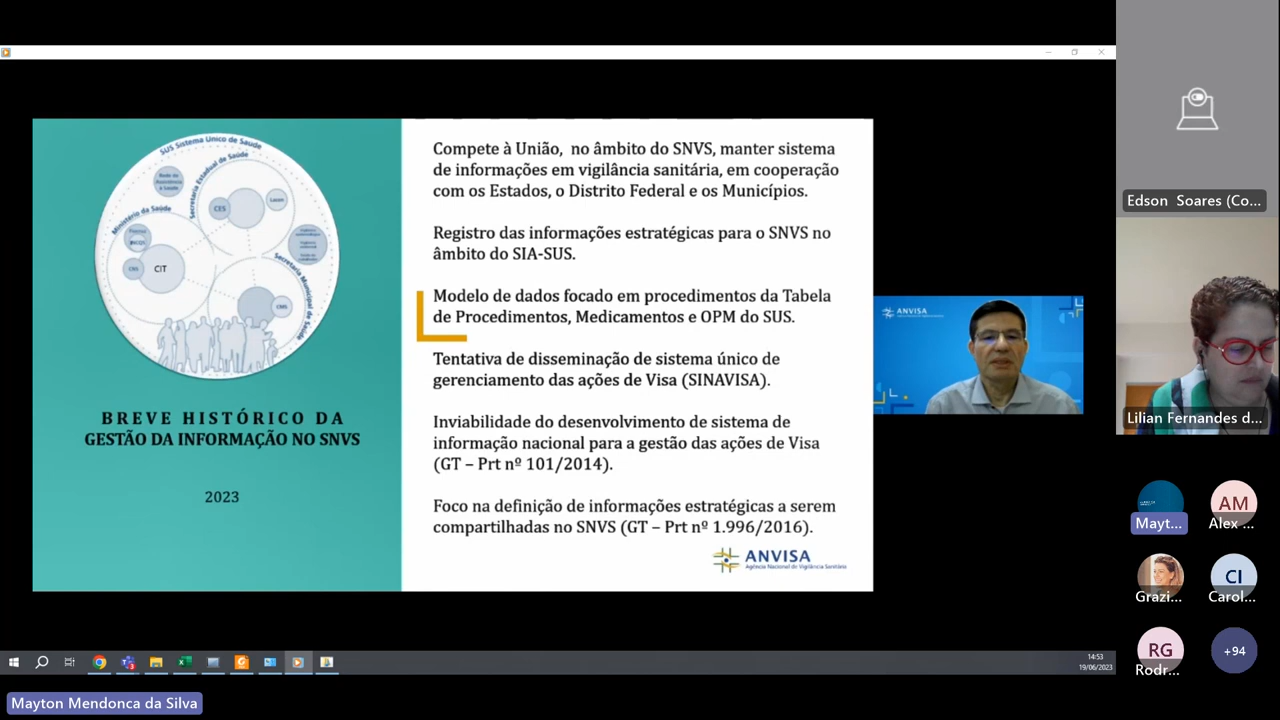 SUS Sistema Único de Saúde
Secretaria Estadual de Saúde
Ministério da Saúde
Secretaria Municipal de Saúde
CES
Lacen
INCQS
CNS
CIT
CMS
BREVE HISTÓRICO DA
GESTÃO DA INFORMAÇÃO NO SNVS
2023
Compete à União, no âmbito do SNVS, manter sistema
de informações em vigilância sanitária, em cooperação
com os Estados, o Distrito Federal e os Municípios.
Registro das informações estratégicas para o SNVS no
âmbito do SIA-SUS.
Modelo de dados focado em procedimentos da Tabela
de Procedimentos, Medicamentos e OPM do SUS.
Tentativa de disseminação de sistema único de
gerenciamento das ações de Visa (SINAVISA).
Inviabilidade do desenvolvimento de sistema de
informação nacional para a gestão das ações de Visa
(GT – Prt nº 101/2014).
Foco na definição de informações estratégicas a serem
compartilhadas no SNVS (GT – Prt nº 1.996/2016).
ANVISA
Agência Nacional de Vigilância Sanitária
ANVISA
Edson Soares (Co...
Lilian Fernandes d...
Mayt...
AM
Alex ...
Grazi...
CI
Carol...
RG
Rodr...
+94
14:53
19/06/2023
Mayton Mendonca da Silva